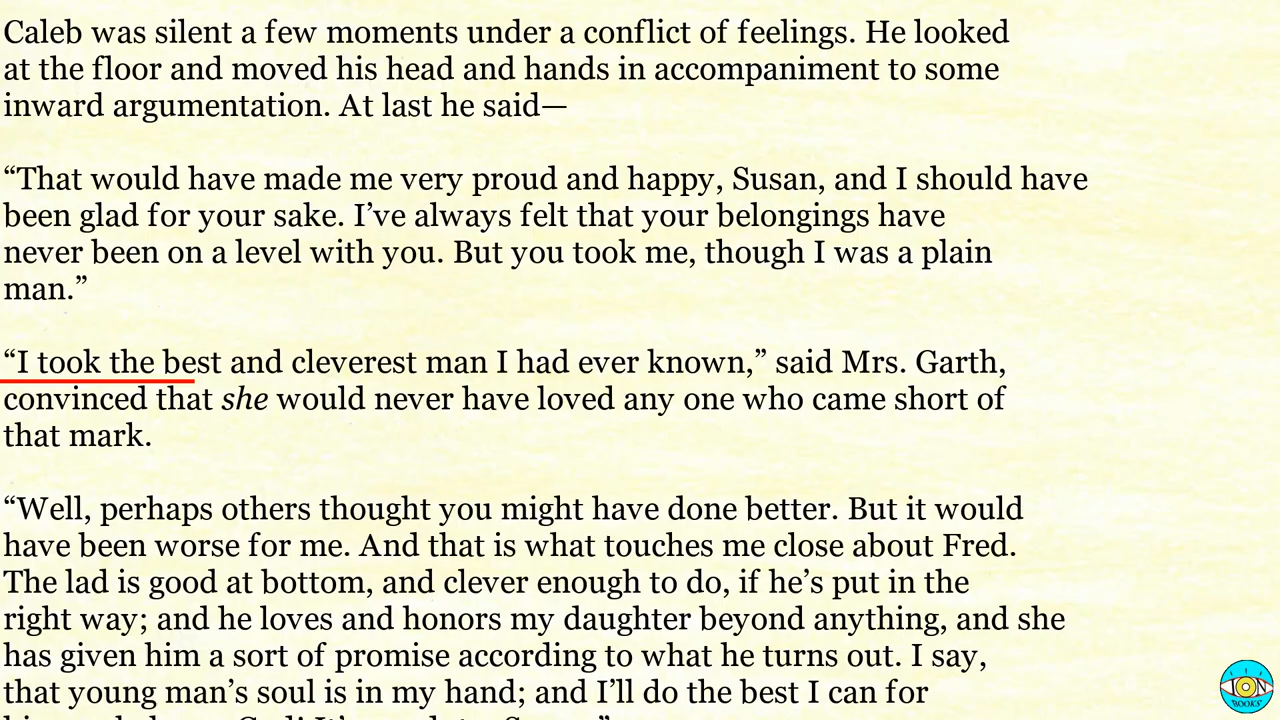 Caleb was silent a few moments under a conflict of feelings. He looked
at the floor and moved his head and hands in accompaniment to some
inward argumentation. At last he said—
“That would have made me very proud and happy, Susan, and I should have
been glad for your sake. I’ve always felt that your belongings have
never been on a level with you. But you took me, though I was a plain
man.”
“I took the best and cleverest man I had ever known,” said Mrs. Garth,
convinced that she would never have loved any one who came short of
that mark.
“Well, perhaps others thought you might have done better. But it would
have been worse for me. And that is what touches me close about Fred.
The lad is good at bottom, and clever enough to do, if he’s put in the
right way; and he loves and honors my daughter beyond anything, and she
has given him a sort of promise according to what he turns out. I say,
that young man’s soul is in my hand; and I’ll do the best I can for
ION
BOOKS